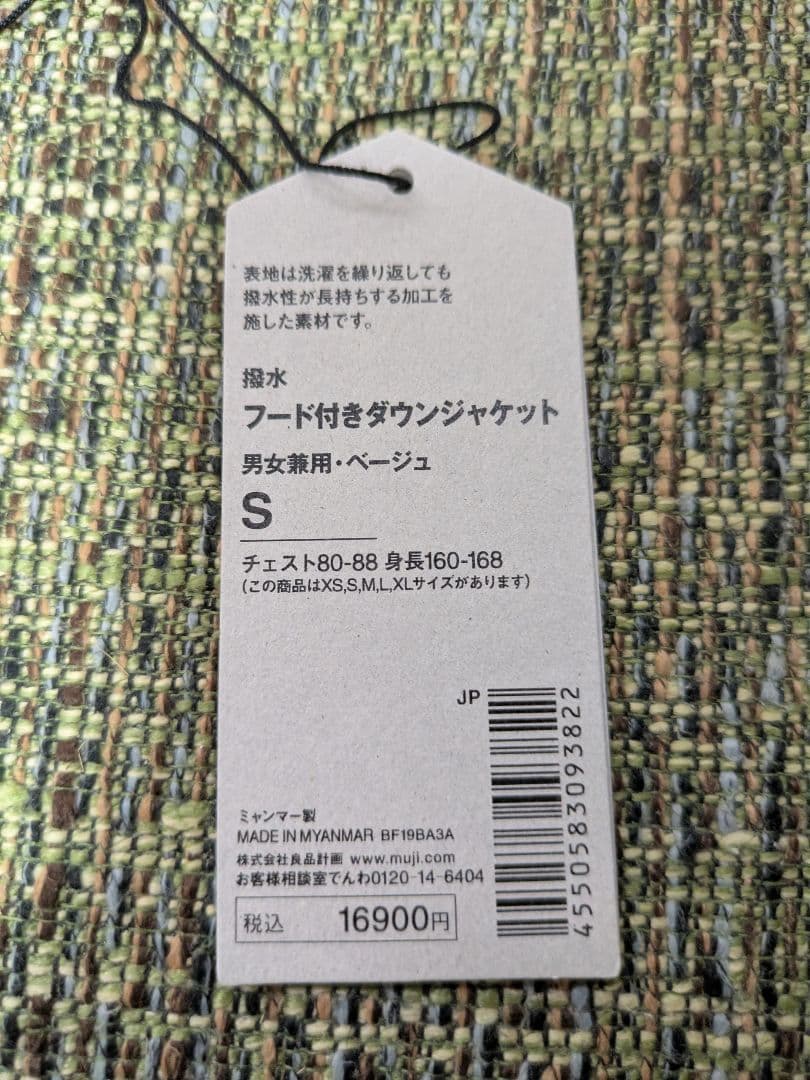 表地は洗濯を繰り返しても
撥水性が長持ちする加工を
施した素材です。
撥水
フード付きダウンジャケット
男女兼用・ベージュ
S
チェスト80-88 身長160-168
(この商品はXS,S,M,L,XLサイズがあります)
JP
4550583093822
ミャンマー製
MADE IN MYANMAR BF19BA3A
株式会社良品計画 www.muji.com
お客様相談室でんわ0120-14-6404
税込 16900円